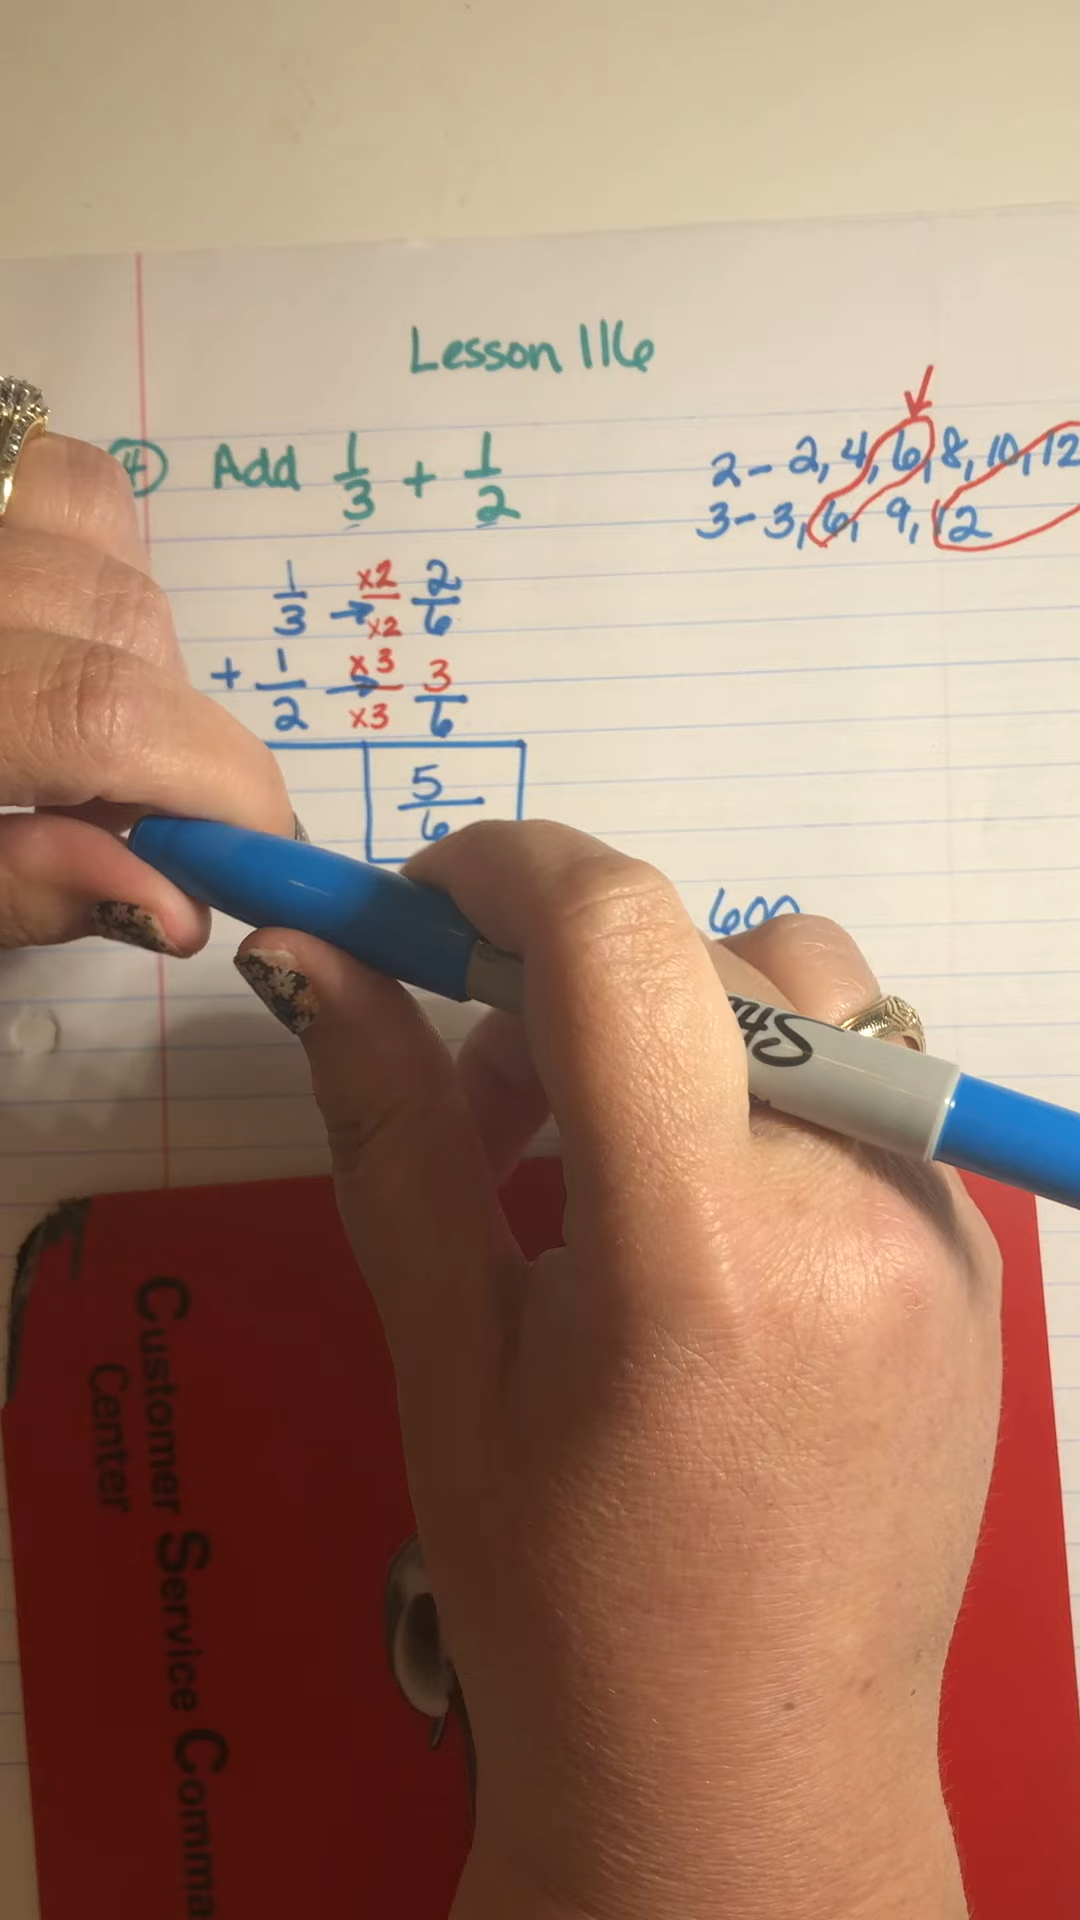 Lesson 116
4 Add 1/3 + 1/2
2 - 2, 4, 6, 8, 10, 12
3 - 3, 6, 9, 12
1/3 → ×2/×2 2/6
+ 1/2 → ×3/×3 3/6
5/6
Customer Service Comma
Center